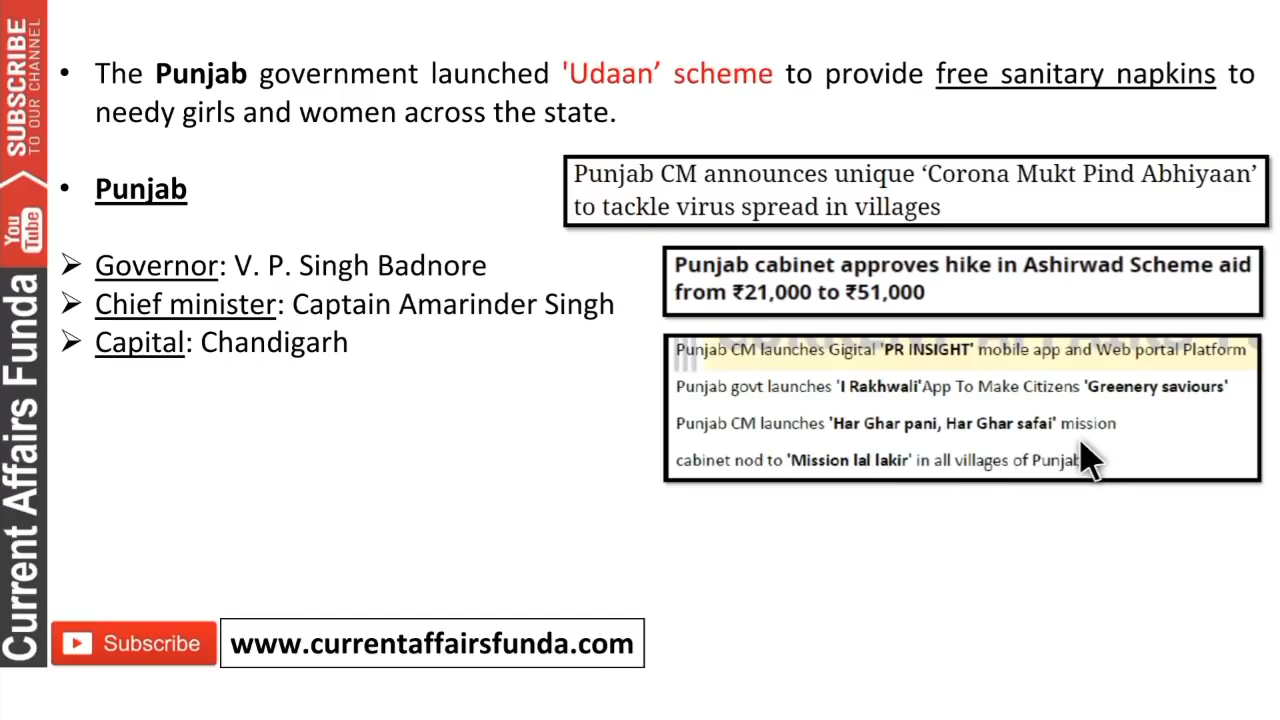 • The Punjab government launched 'Udaan’ scheme to provide free sanitary napkins to
needy girls and women across the state.
• Punjab
➢ Governor: V. P. Singh Badnore
➢ Chief minister: Captain Amarinder Singh
➢ Capital: Chandigarh
Punjab CM announces unique ‘Corona Mukt Pind Abhiyaan’
to tackle virus spread in villages
Punjab cabinet approves hike in Ashirwad Scheme aid
from ₹21,000 to ₹51,000
Punjab CM launches Gigital 'PR INSIGHT' mobile app and Web portal Platform
Punjab govt launches 'I Rakhwali'App To Make Citizens 'Greenery saviours'
Punjab CM launches 'Har Ghar pani, Har Ghar safai' mission
cabinet nod to 'Mission lal lakir' in all villages of Punjab
SUBSCRIBE
TO OUR CHANNEL
You
Tube
Current Affairs Funda
Subscribe
www.currentaffairsfunda.com